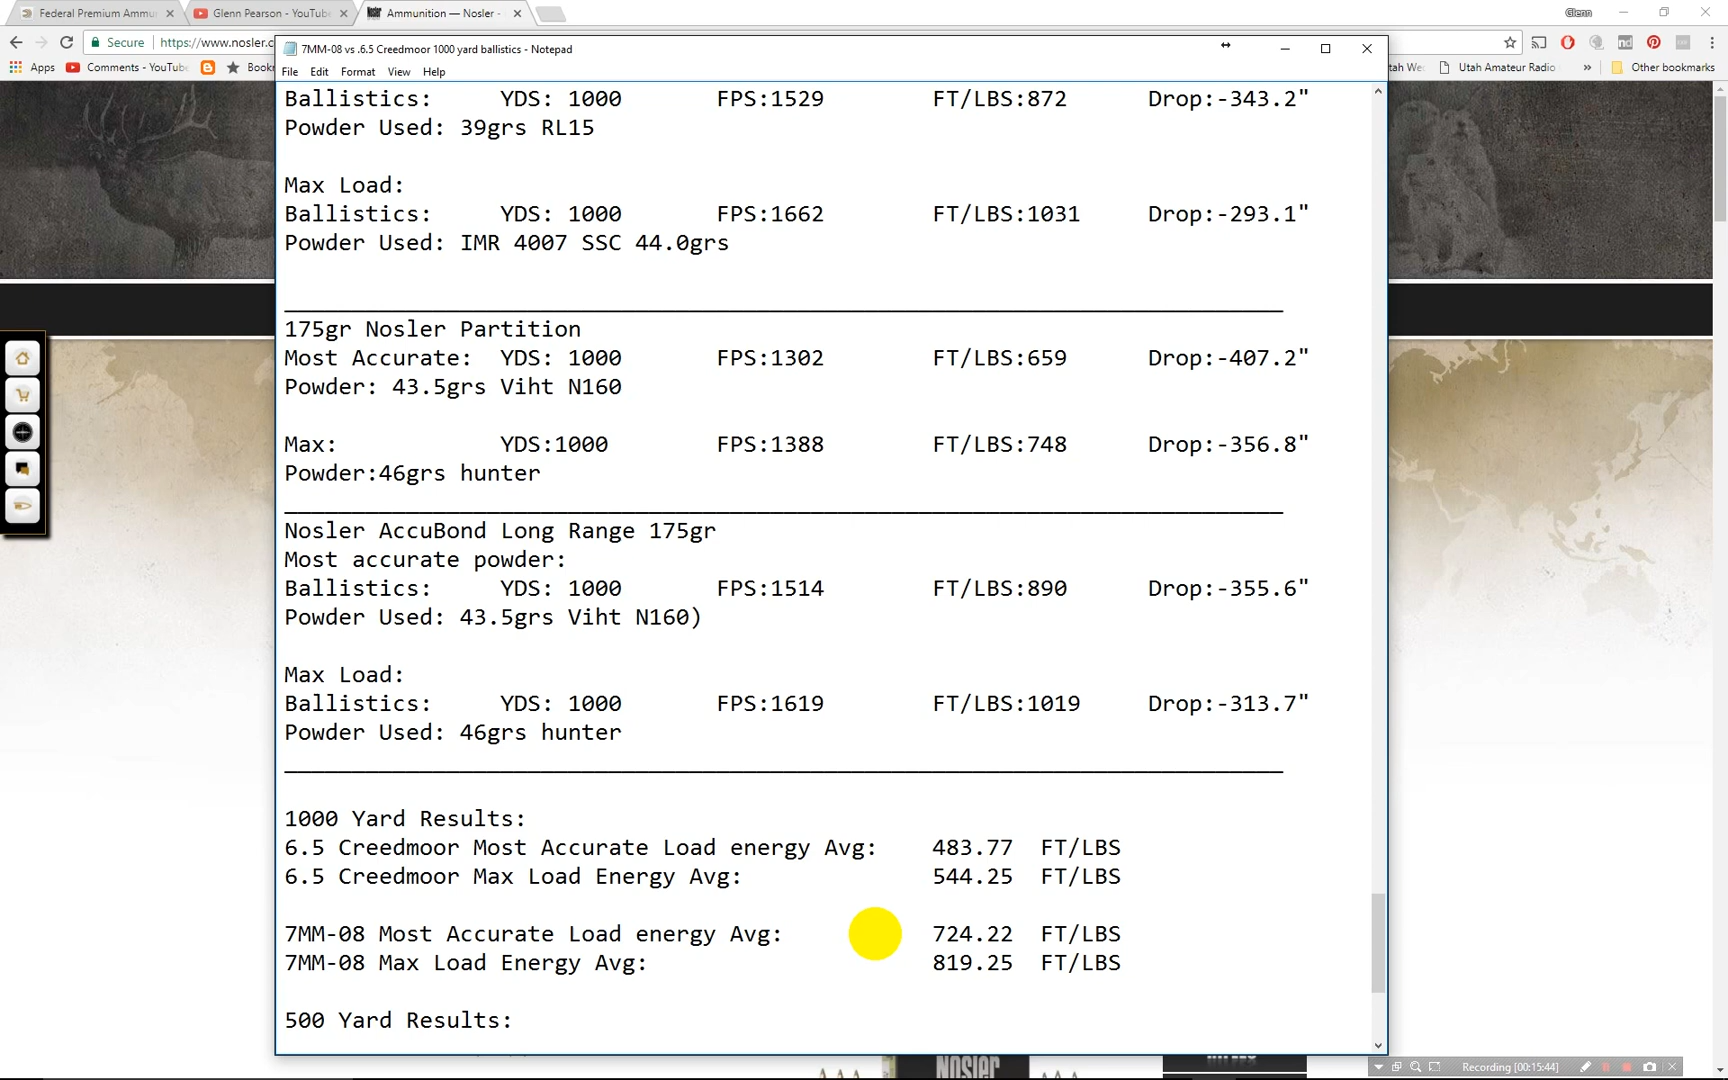 Federal Premium Ammu
Glenn Pearson - YouTube
Ammunition — Nosler -
Glenn
Secure
https://www.nosler.c
Apps
Comments - YouTube
Bookr
tah We
Utah Amateur Radio
»
Other bookmarks
7MM-08 vs .6.5 Creedmoor 1000 yard ballistics - Notepad
File Edit Format View Help
Ballistics: YDS: 1000 FPS:1529 FT/LBS:872 Drop:-343.2"
Powder Used: 39grs RL15
Max Load:
Ballistics: YDS: 1000 FPS:1662 FT/LBS:1031 Drop:-293.1"
Powder Used: IMR 4007 SSC 44.0grs
175gr Nosler Partition
Most Accurate: YDS: 1000 FPS:1302 FT/LBS:659 Drop:-407.2"
Powder: 43.5grs Viht N160
Max: YDS:1000 FPS:1388 FT/LBS:748 Drop:-356.8"
Powder:46grs hunter
Nosler AccuBond Long Range 175gr
Most accurate powder:
Ballistics: YDS: 1000 FPS:1514 FT/LBS:890 Drop:-355.6"
Powder Used: 43.5grs Viht N160)
Max Load:
Ballistics: YDS: 1000 FPS:1619 FT/LBS:1019 Drop:-313.7"
Powder Used: 46grs hunter
1000 Yard Results:
6.5 Creedmoor Most Accurate Load energy Avg: 483.77 FT/LBS
6.5 Creedmoor Max Load Energy Avg: 544.25 FT/LBS
7MM-08 Most Accurate Load energy Avg: 724.22 FT/LBS
7MM-08 Max Load Energy Avg: 819.25 FT/LBS
500 Yard Results:
Nosler
Recording [00:15:44]